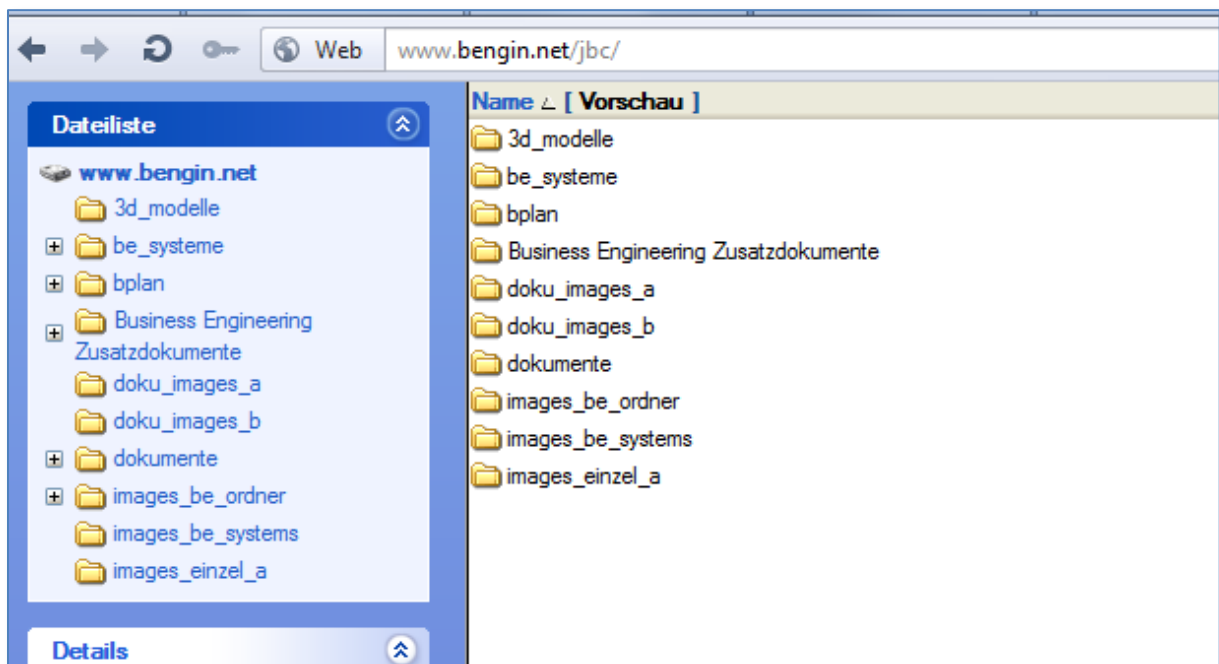 Web www.bengin.net/jbc/
Dateiliste
www.bengin.net
3d_modelle
be_systeme
bplan
Business Engineering
Zusatzdokumente
doku_images_a
doku_images_b
dokumente
images_be_ordner
images_be_systems
images_einzel_a
Details
Name [ Vorschau ]
3d_modelle
be_systeme
bplan
Business Engineering Zusatzdokumente
doku_images_a
doku_images_b
dokumente
images_be_ordner
images_be_systems
images_einzel_a